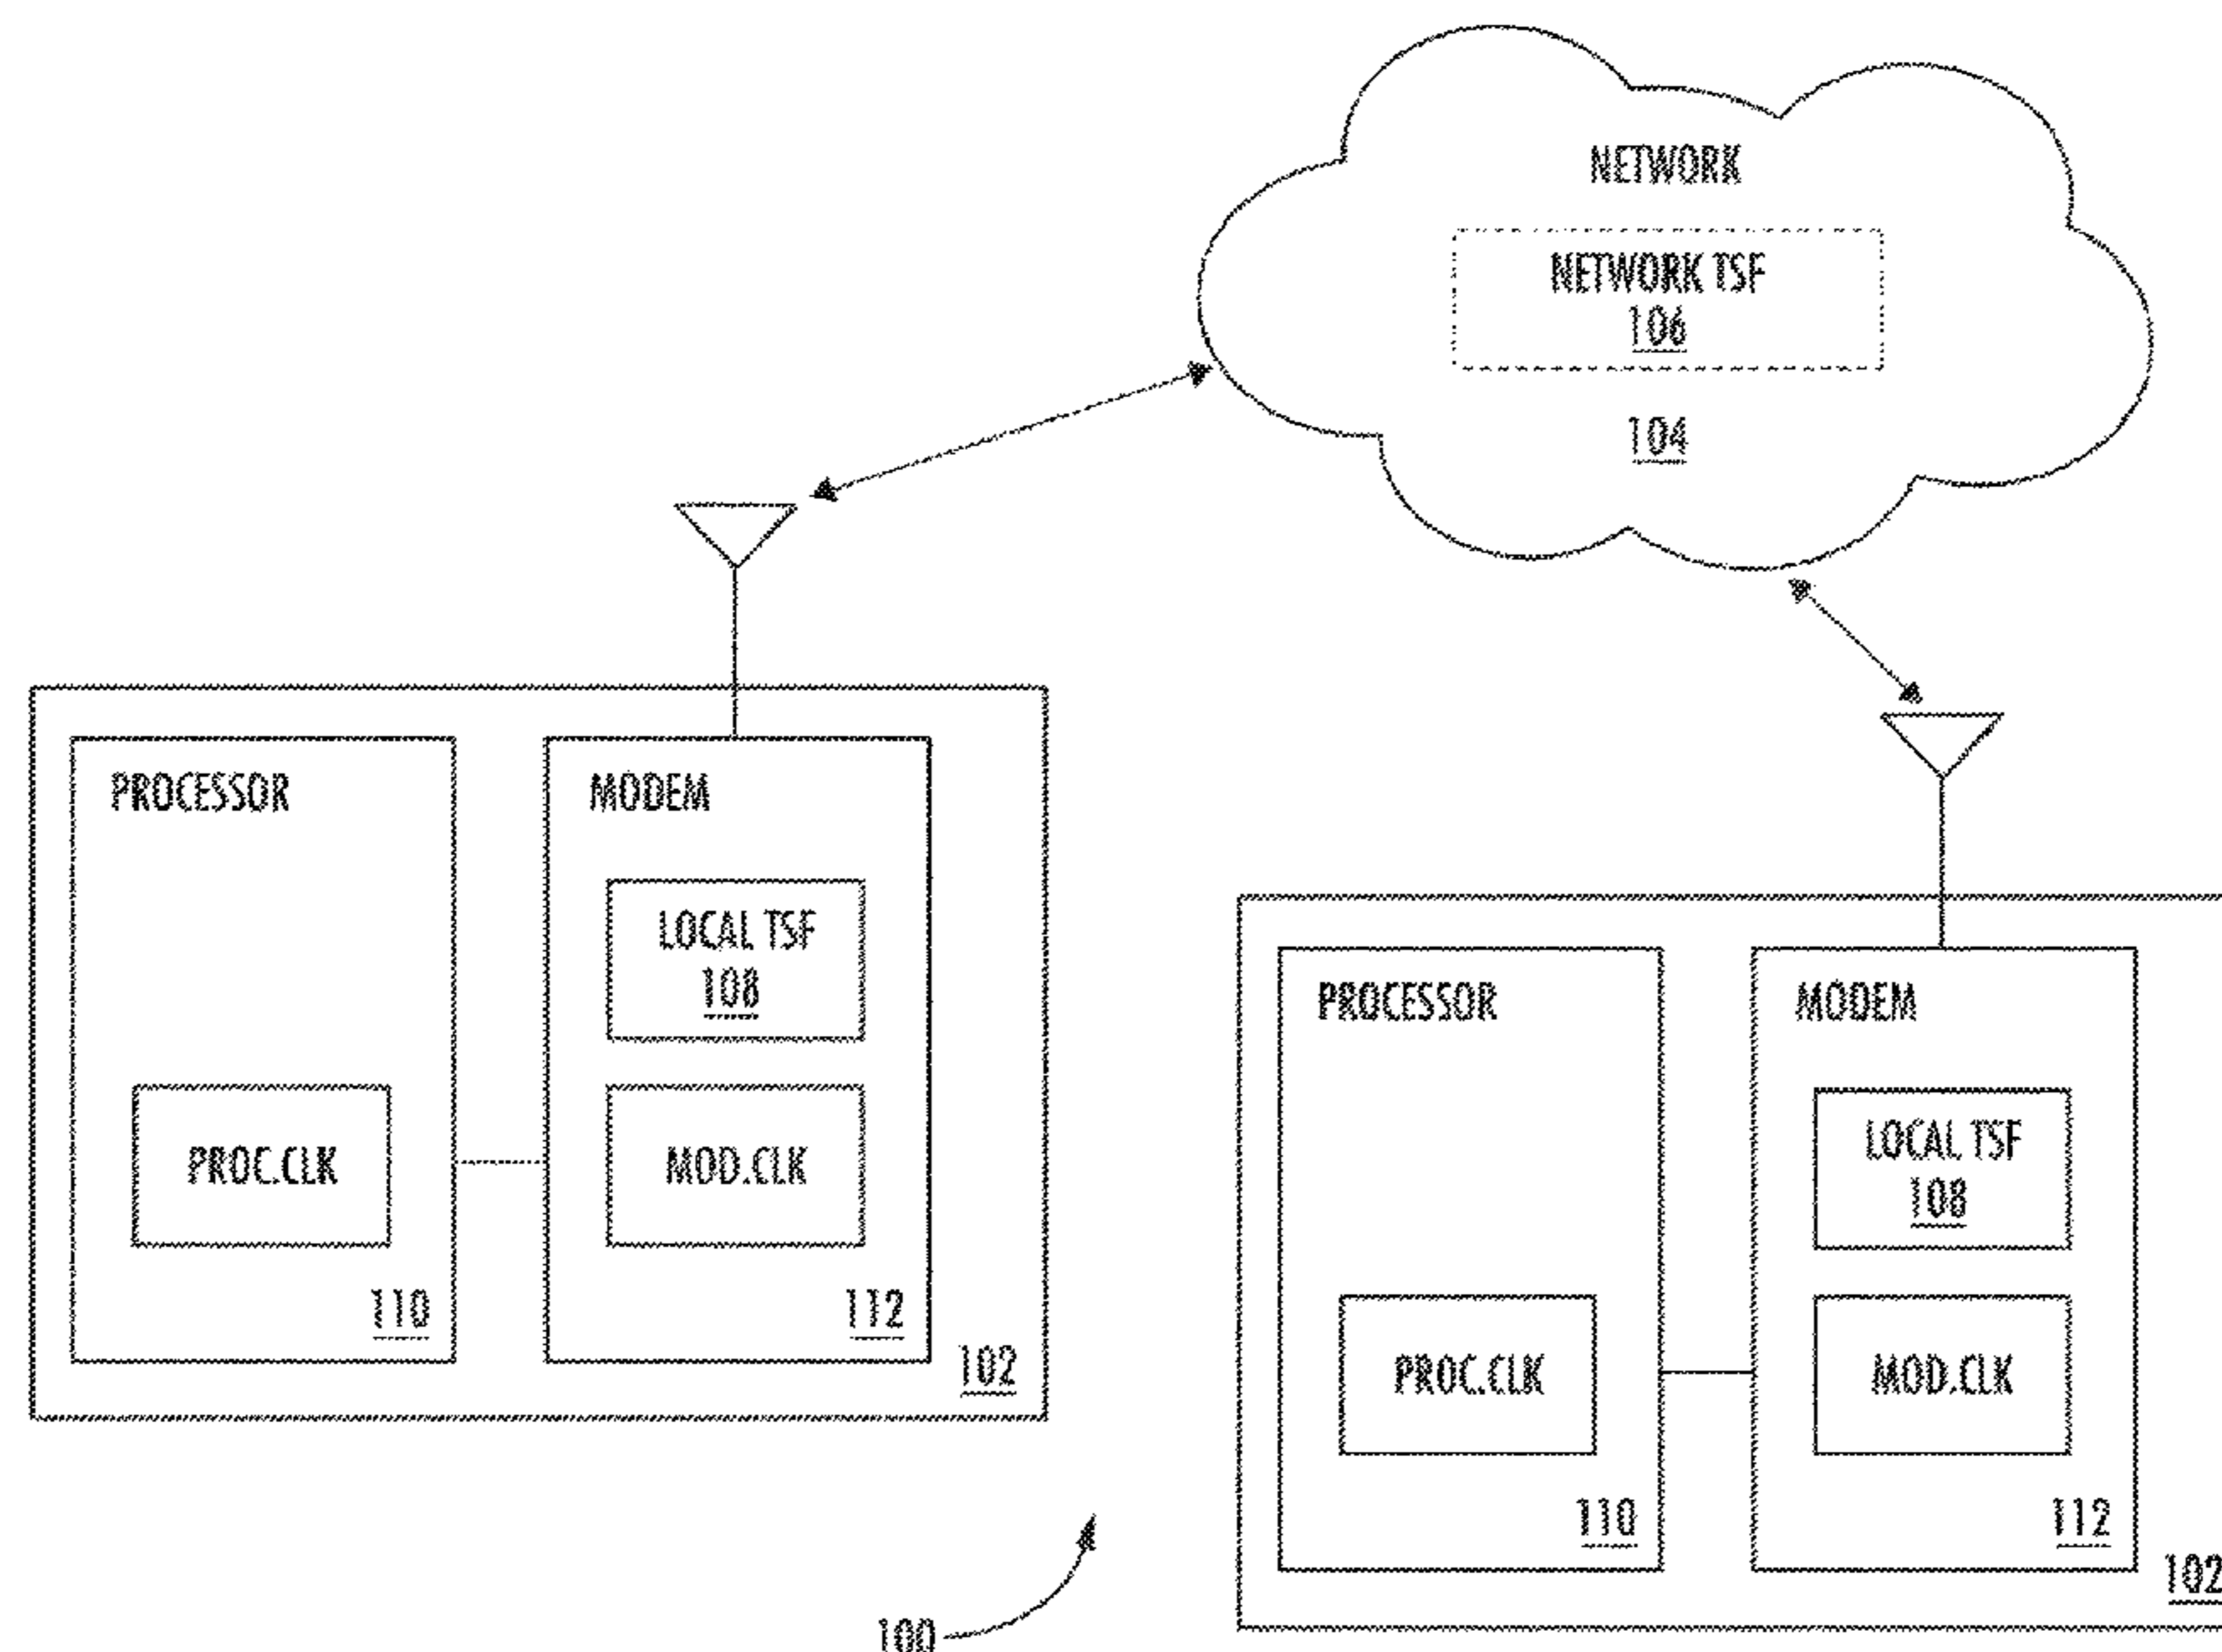 NETWORK
NETWORK TSF
106
104
PROCESSOR
MODEM
LOCAL TSF
108
PROC.CLK
MOD.CLK
110
112
102
PROCESSOR
MODEM
LOCAL TSF
108
PROC.CLK
MOD.CLK
110
112
102
100